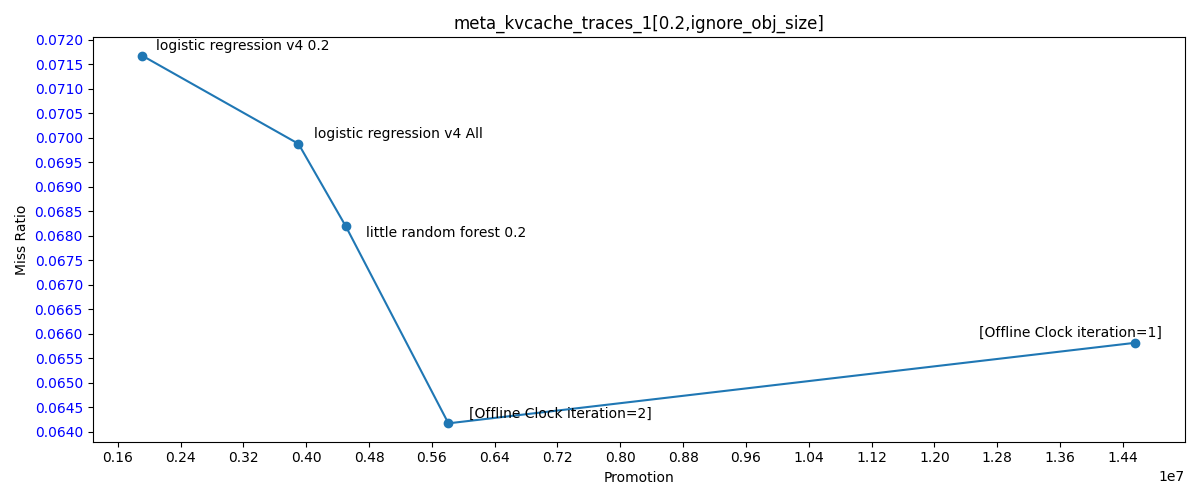 meta_kvcache_traces_1[0.2,ignore_obj_size]
0.0720
0.0715
0.0710
0.0705
0.0700
0.0695
0.0690
0.0685
0.0680
0.0675
0.0670
0.0665
0.0660
0.0655
0.0650
0.0645
0.0640
Miss Ratio
logistic regression v4 0.2
logistic regression v4 All
little random forest 0.2
[Offline Clock iteration=1]
[Offline Clock iteration=2]
0.16 0.24 0.32 0.40 0.48 0.56 0.64 0.72 0.80 0.88 0.96 1.04 1.12 1.20 1.28 1.36 1.44
1e7
Promotion